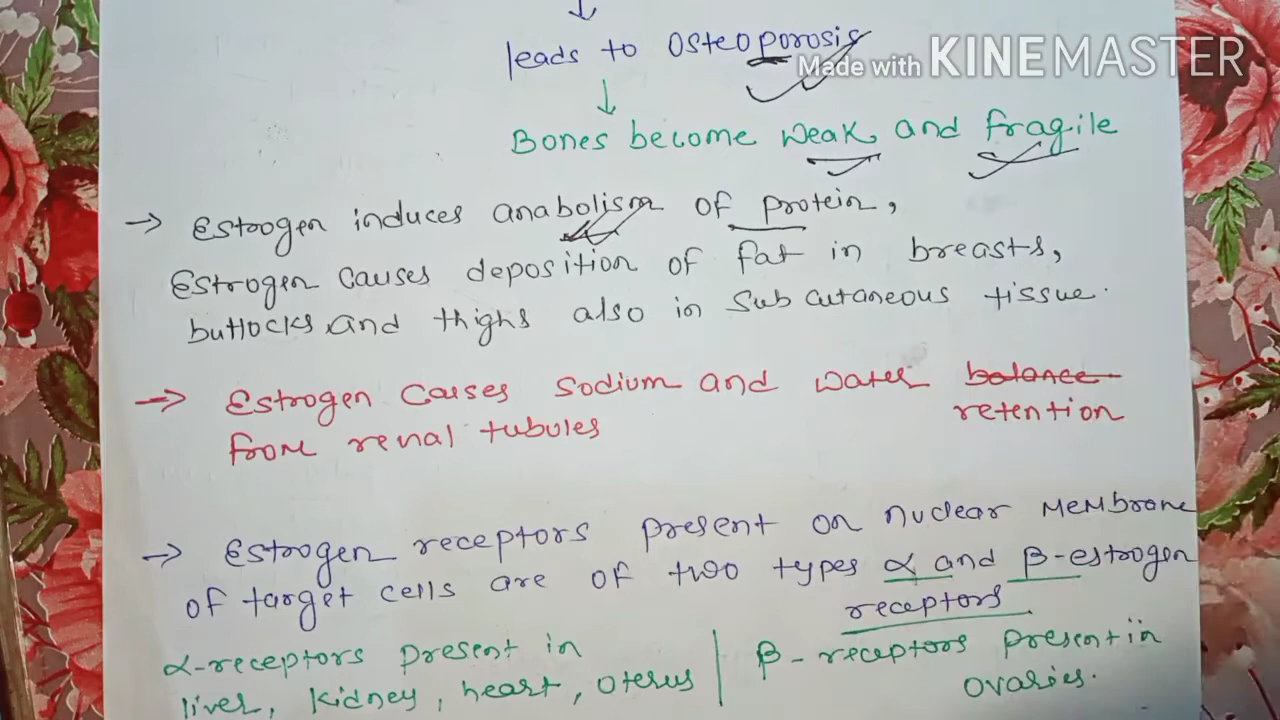 leads to Osteoporosis
Made with KINEMASTER
Bones become weak and fragile
→ Estrogen induces anabolism of protein,
Estrogen causes deposition of fat in breasts,
buttocks and thighs also in subcutaneous tissue.
→ Estrogen causes sodium and water balance
retention
from renal tubules
→ Estrogen receptors present on nuclear membrane
of target cells are of two types α and β-estrogen
receptors
α-receptors present in
liver, kidney, heart, oterus
β-receptors present in
ovaries.